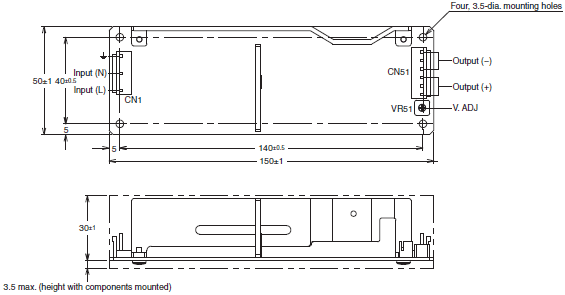 Four, 3.5-dia. mounting holes
Output (−)
CN51
Input (N)
50±1 40±0.5
Output (+)
Input (L)
CN1
VR51 V. ADJ
5
5 140±0.5
150±1
30±1
3.5 max. (height with components mounted)